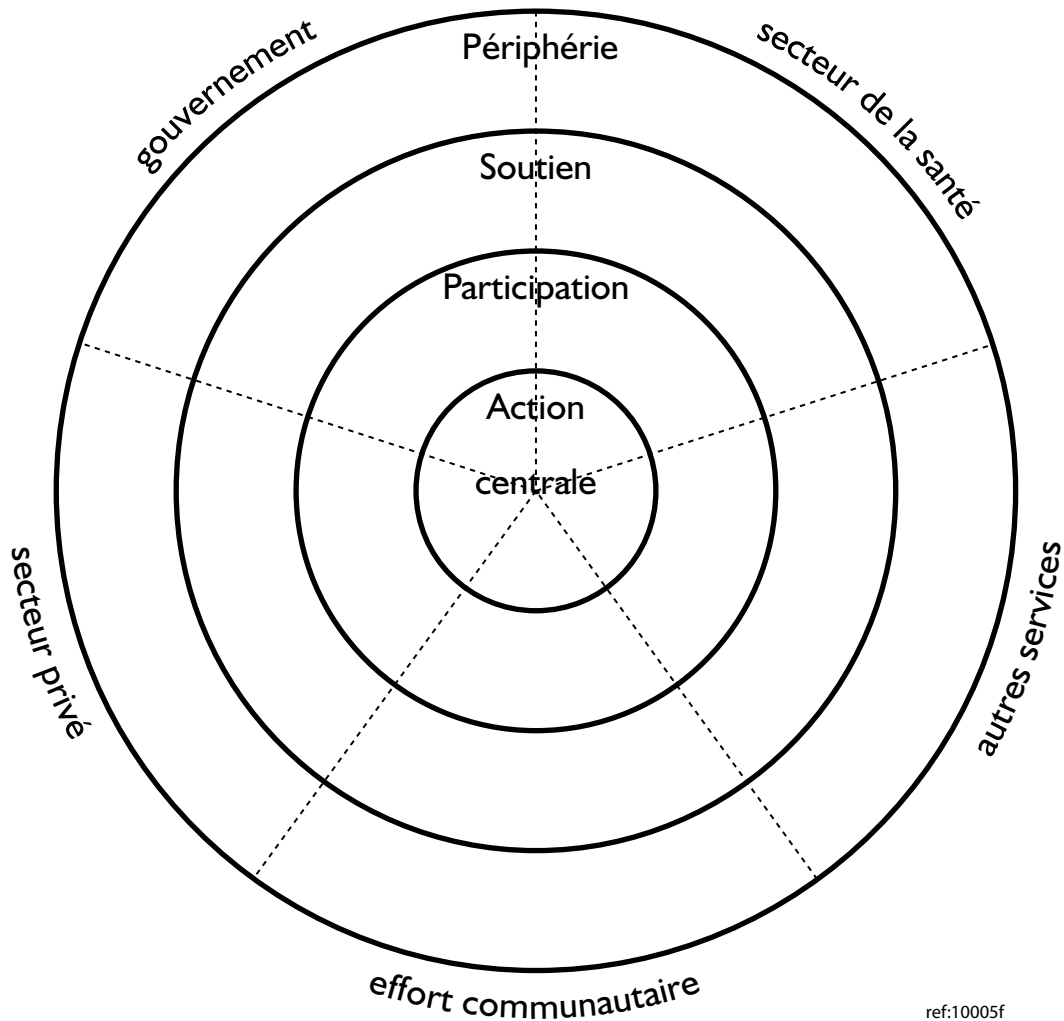 gouvernement
Périphérie
secteur de la santé
Soutien
Participation
Action
centrale
secteur privé
autres services
effort communautaire
ref:10005f